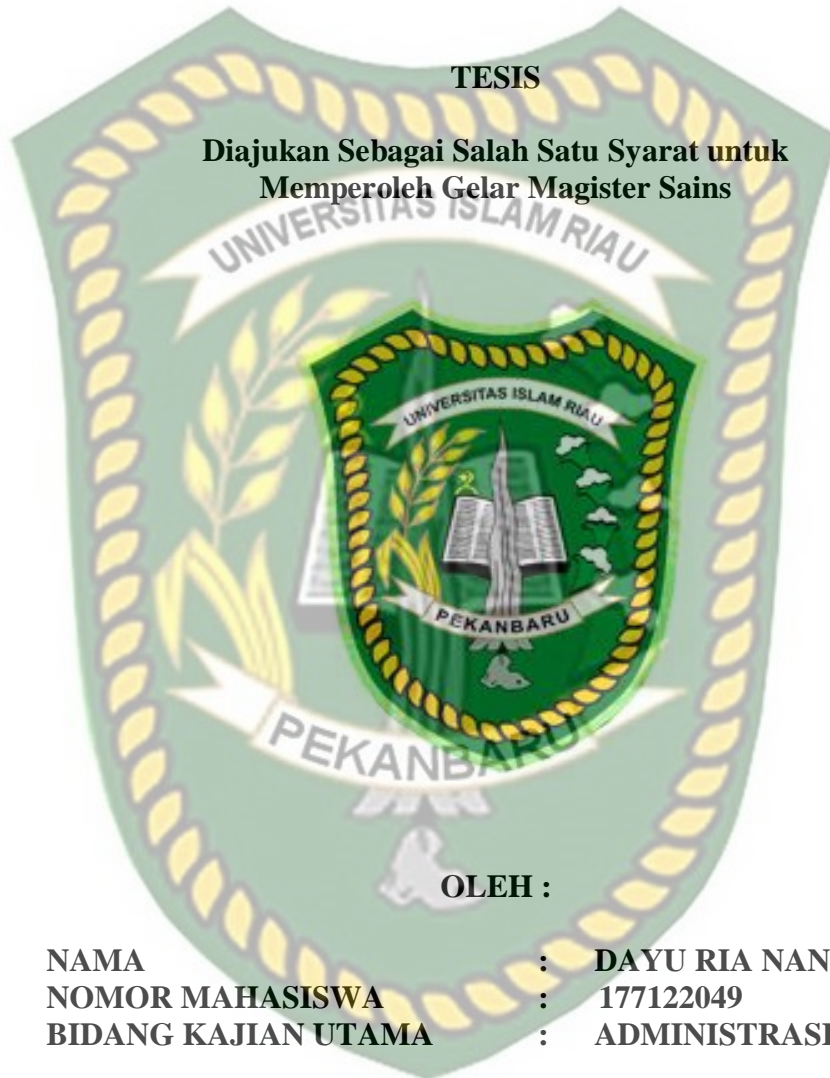 TESIS
Diajukan Sebagai Salah Satu Syarat untuk
Memperoleh Gelar Magister Sains
UNIVERSITAS ISLAM RIAU
UNIVERSITAS ISLAM RIAU
PEKANBARU
PEKANBARU
OLEH :
NAMA : DAYU RIA NAN
NOMOR MAHASISWA : 177122049
BIDANG KAJIAN UTAMA : ADMINISTRASI